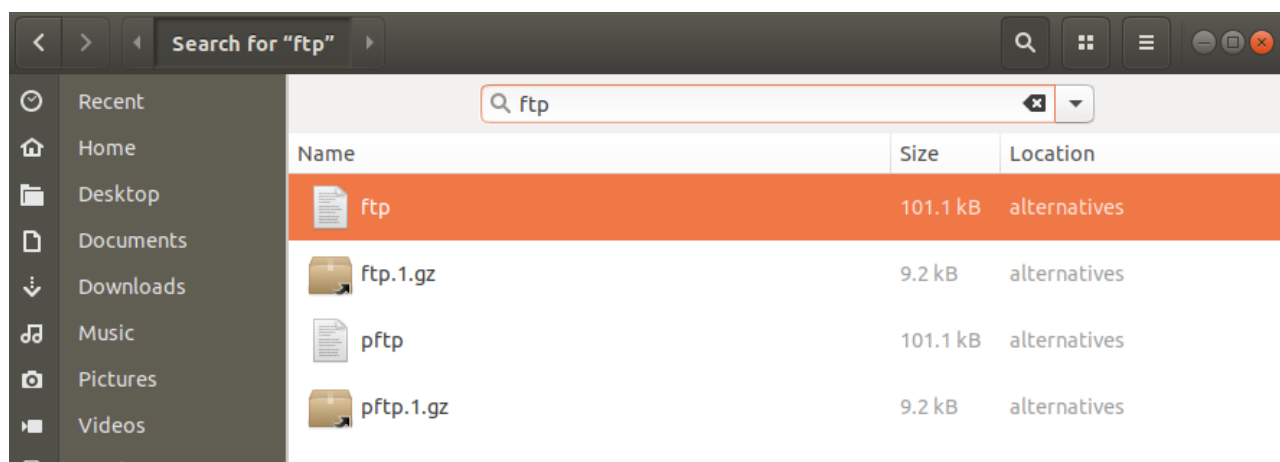 Search for “ftp”
Recent
Home
Desktop
Documents
Downloads
Music
Pictures
Videos
ftp
Name Size Location
ftp 101.1 kB alternatives
ftp.1.gz 9.2 kB alternatives
pftp 101.1 kB alternatives
pftp.1.gz 9.2 kB alternatives